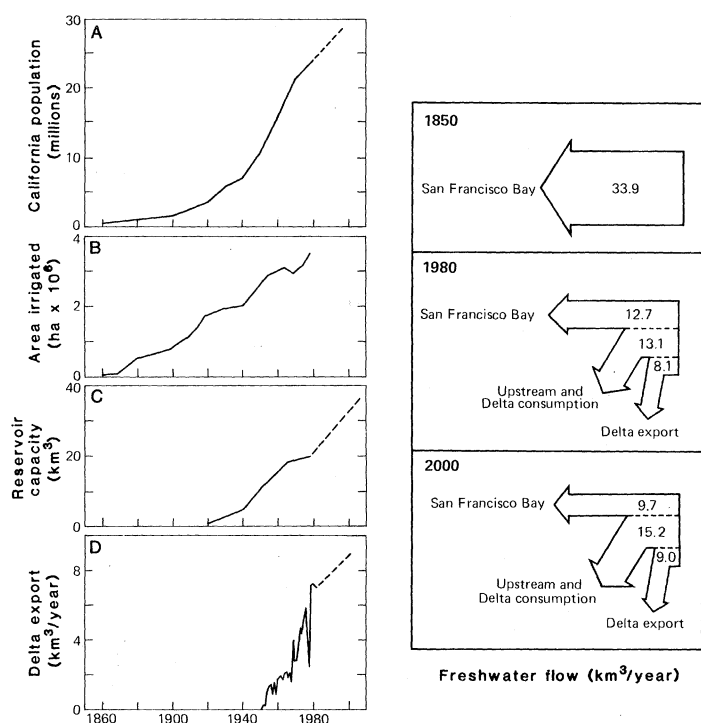 A
30
20
10
0
California population
(millions)
B
4
2
0
Area irrigated
(ha x 10⁶)
C
40
20
0
Reservoir
capacity
(km³)
D
8
4
0
Delta export
(km³/year)
1860 1900 1940 1980
1850
San Francisco Bay
33.9
1980
San Francisco Bay
12.7
13.1
8.1
Upstream and
Delta consumption
Delta export
2000
San Francisco Bay
9.7
15.2
9.0
Upstream and
Delta consumption
Delta export
Freshwater flow (km³/year)